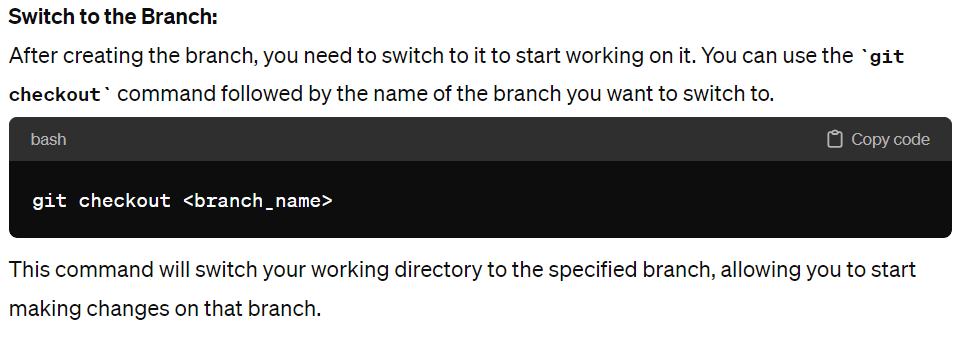 Switch to the Branch:
After creating the branch, you need to switch to it to start working on it. You can use the `git
checkout` command followed by the name of the branch you want to switch to.
bash
Copy code
git checkout <branch_name>
This command will switch your working directory to the specified branch, allowing you to start
making changes on that branch.